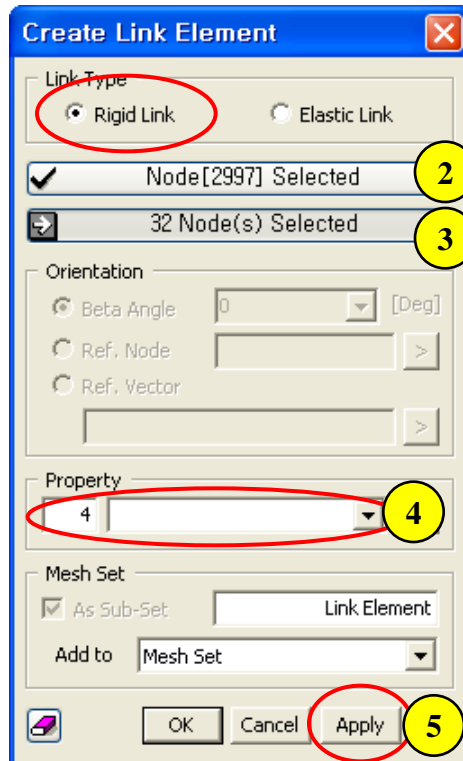 Create Link Element
Link Type
Rigid Link Elastic Link
Node[2997] Selected 2
32 Node(s) Selected 3
Orientation
Beta Angle 0 [Deg]
Ref. Node >
Ref. Vector
>
Property
4 4
Mesh Set
As Sub-Set Link Element
Add to Mesh Set
OK Cancel Apply 5